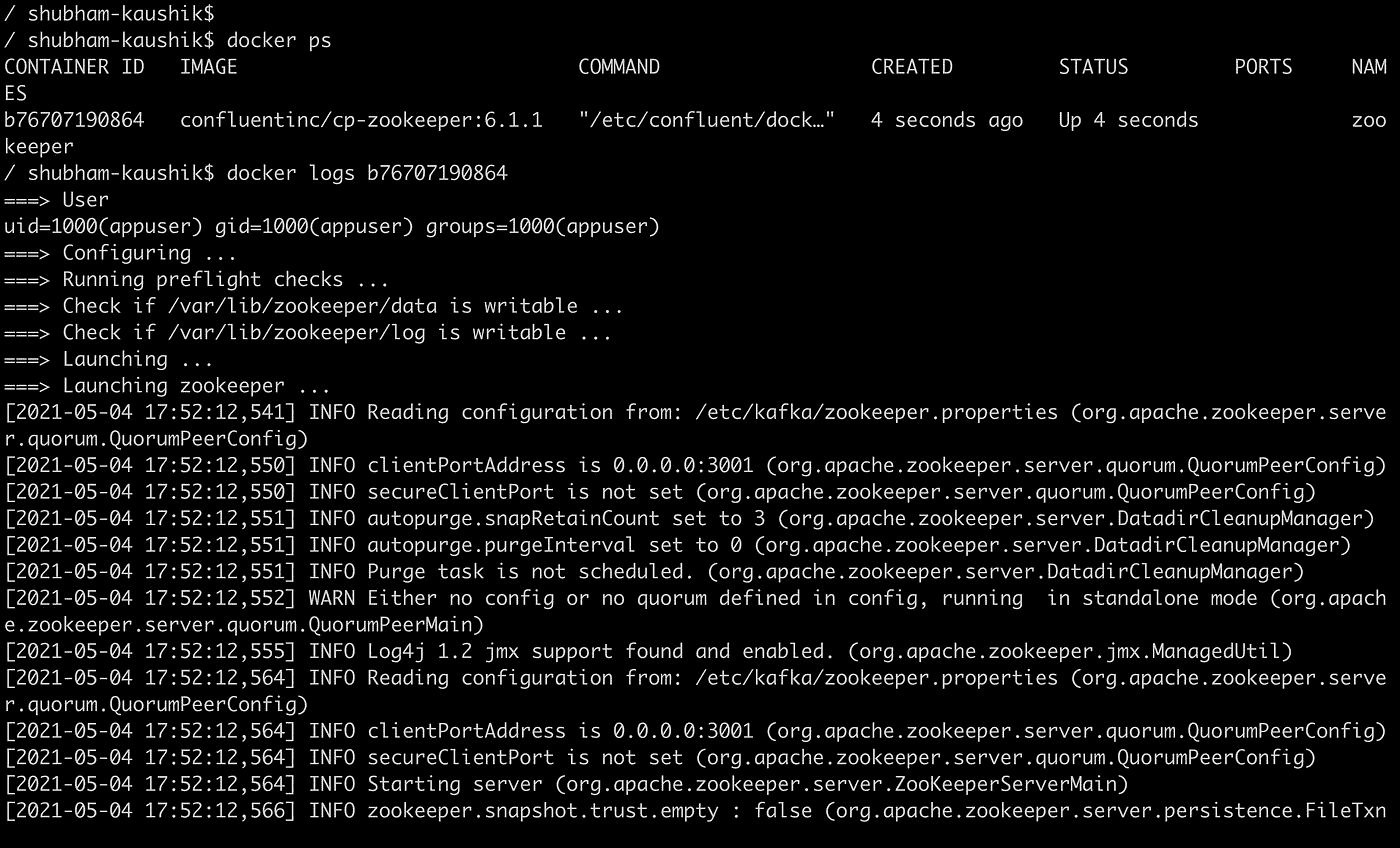 / shubham-kaushik$
/ shubham-kaushik$ docker ps
CONTAINER ID   IMAGE                             COMMAND                  CREATED         STATUS         PORTS     NAM
ES
b76707190864   confluentinc/cp-zookeeper:6.1.1   "/etc/confluent/dock…"   4 seconds ago   Up 4 seconds             zoo
keeper
/ shubham-kaushik$ docker logs b76707190864
===> User
uid=1000(appuser) gid=1000(appuser) groups=1000(appuser)
===> Configuring ...
===> Running preflight checks ...
===> Check if /var/lib/zookeeper/data is writable ...
===> Check if /var/lib/zookeeper/log is writable ...
===> Launching ...
===> Launching zookeeper ...
[2021-05-04 17:52:12,541] INFO Reading configuration from: /etc/kafka/zookeeper.properties (org.apache.zookeeper.serve
r.quorum.QuorumPeerConfig)
[2021-05-04 17:52:12,550] INFO clientPortAddress is 0.0.0.0:3001 (org.apache.zookeeper.server.quorum.QuorumPeerConfig)
[2021-05-04 17:52:12,550] INFO secureClientPort is not set (org.apache.zookeeper.server.quorum.QuorumPeerConfig)
[2021-05-04 17:52:12,551] INFO autopurge.snapRetainCount set to 3 (org.apache.zookeeper.server.DatadirCleanupManager)
[2021-05-04 17:52:12,551] INFO autopurge.purgeInterval set to 0 (org.apache.zookeeper.server.DatadirCleanupManager)
[2021-05-04 17:52:12,551] INFO Purge task is not scheduled. (org.apache.zookeeper.server.DatadirCleanupManager)
[2021-05-04 17:52:12,552] WARN Either no config or no quorum defined in config, running  in standalone mode (org.apach
e.zookeeper.server.quorum.QuorumPeerMain)
[2021-05-04 17:52:12,555] INFO Log4j 1.2 jmx support found and enabled. (org.apache.zookeeper.jmx.ManagedUtil)
[2021-05-04 17:52:12,564] INFO Reading configuration from: /etc/kafka/zookeeper.properties (org.apache.zookeeper.serve
r.quorum.QuorumPeerConfig)
[2021-05-04 17:52:12,564] INFO clientPortAddress is 0.0.0.0:3001 (org.apache.zookeeper.server.quorum.QuorumPeerConfig)
[2021-05-04 17:52:12,564] INFO secureClientPort is not set (org.apache.zookeeper.server.quorum.QuorumPeerConfig)
[2021-05-04 17:52:12,564] INFO Starting server (org.apache.zookeeper.server.ZooKeeperServerMain)
[2021-05-04 17:52:12,566] INFO zookeeper.snapshot.trust.empty : false (org.apache.zookeeper.server.persistence.FileTxn